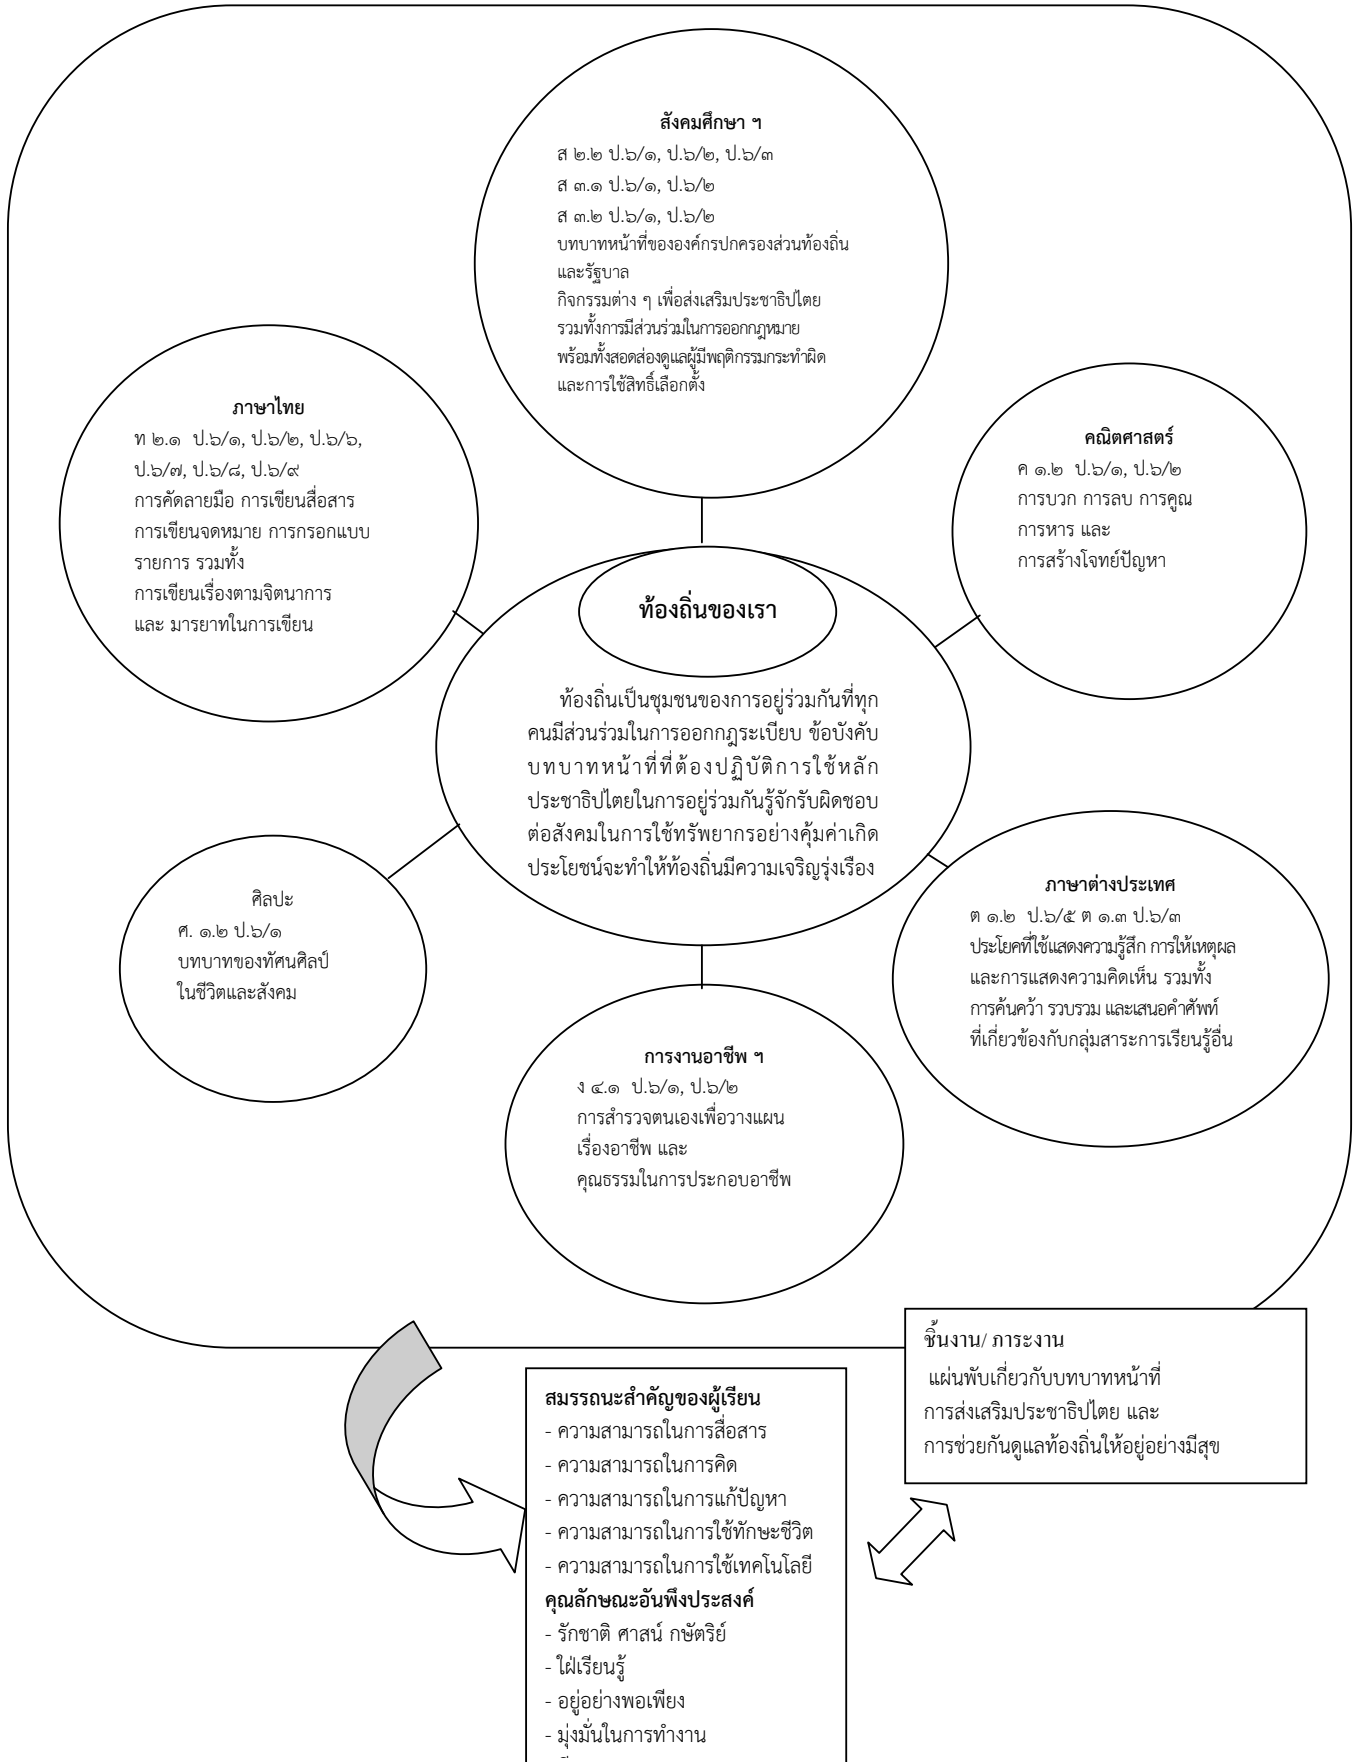 สังคมศึกษา ฯ
ส ๒.๒ ป.๖/๑, ป.๖/๒, ป.๖/๓
ส ๓.๑ ป.๖/๑, ป.๖/๒
ส ๓.๒ ป.๖/๑, ป.๖/๒
บทบาทหน้าที่ขององค์กรปกครองส่วนท้องถิ่น
และรัฐบาล
กิจกรรมต่าง ๆ เพื่อส่งเสริมประชาธิปไตย
รวมทั้งการมีส่วนร่วมในการออกกฎหมาย
พร้อมทั้งสอดส่องดูแลผู้มีพฤติกรรมกระทำผิด
และการใช้สิทธิ์เลือกตั้ง
ภาษาไทย
ท ๒.๑ ป.๖/๑, ป.๖/๒, ป.๖/๖,
ป.๖/๗, ป.๖/๘, ป.๖/๙
การคัดลายมือ การเขียนสื่อสาร
การเขียนจดหมาย การกรอกแบบ
รายการ รวมทั้ง
การเขียนเรื่องตามจิตนาการ
และ มารยาทในการเขียน
คณิตศาสตร์
ค ๑.๒ ป.๖/๑, ป.๖/๒
การบวก การลบ การคูณ
การหาร และ
การสร้างโจทย์ปัญหา
ท้องถิ่นของเรา
ท้องถิ่นเป็นชุมชนของการอยู่ร่วมกันที่ทุก
คนมีส่วนร่วมในการออกกฎระเบียบ ข้อบังคับ
บทบาทหน้าที่ที่ต้องปฏิบัติการใช้หลัก
ประชาธิปไตยในการอยู่ร่วมกันรู้จักรับผิดชอบ
ต่อสังคมในการใช้ทรัพยากรอย่างคุ้มค่าเกิด
ประโยชน์จะทำให้ท้องถิ่นมีความเจริญรุ่งเรือง
ศิลปะ
ศ. ๑.๒ ป.๖/๑
บทบาทของทัศนศิลป์
ในชีวิตและสังคม
ภาษาต่างประเทศ
ต ๑.๒ ป.๖/๕ ต ๑.๓ ป.๖/๓
ประโยคที่ใช้แสดงความรู้สึก การให้เหตุผล
และการแสดงความคิดเห็น รวมทั้ง
การค้นคว้า รวบรวม และเสนอคำศัพท์
ที่เกี่ยวข้องกับกลุ่มสาระการเรียนรู้อื่น
การงานอาชีพ ฯ
ง ๔.๑ ป.๖/๑, ป.๖/๒
การสำรวจตนเองเพื่อวางแผน
เรื่องอาชีพ และ
คุณธรรมในการประกอบอาชีพ
ชิ้นงาน/ ภาระงาน
แผ่นพับเกี่ยวกับบทบาทหน้าที่
การส่งเสริมประชาธิปไตย และ
การช่วยกันดูแลท้องถิ่นให้อยู่อย่างมีสุข
สมรรถนะสำคัญของผู้เรียน
- ความสามารถในการสื่อสาร
- ความสามารถในการคิด
- ความสามารถในการแก้ปัญหา
- ความสามารถในการใช้ทักษะชีวิต
- ความสามารถในการใช้เทคโนโลยี
คุณลักษณะอันพึงประสงค์
- รักชาติ ศาสน์ กษัตริย์
- ใฝ่เรียนรู้
- อยู่อย่างพอเพียง
- มุ่งมั่นในการทำงาน